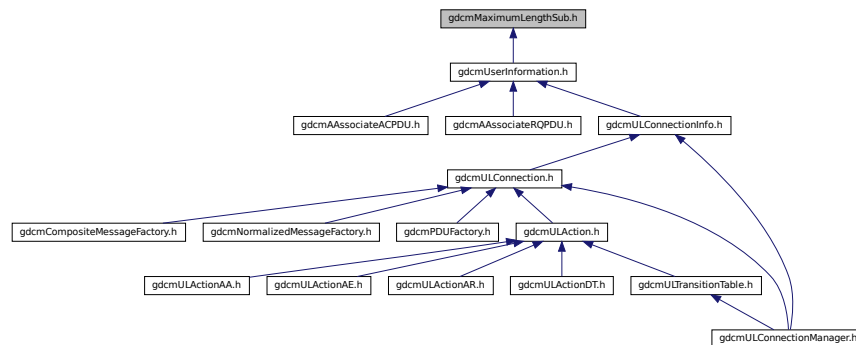 gdcmMaximumLengthSub.h
gdcmUserInformation.h
gdcmAAssociateACPDU.h
gdcmAAssociateRQPDU.h
gdcmULConnectionInfo.h
gdcmULConnection.h
gdcmCompositeMessageFactory.h
gdcmNormalizedMessageFactory.h
gdcmPDUFactory.h
gdcmULAction.h
gdcmULActionAA.h
gdcmULActionAE.h
gdcmULActionAR.h
gdcmULActionDT.h
gdcmULTransitionTable.h
gdcmULConnectionManager.h